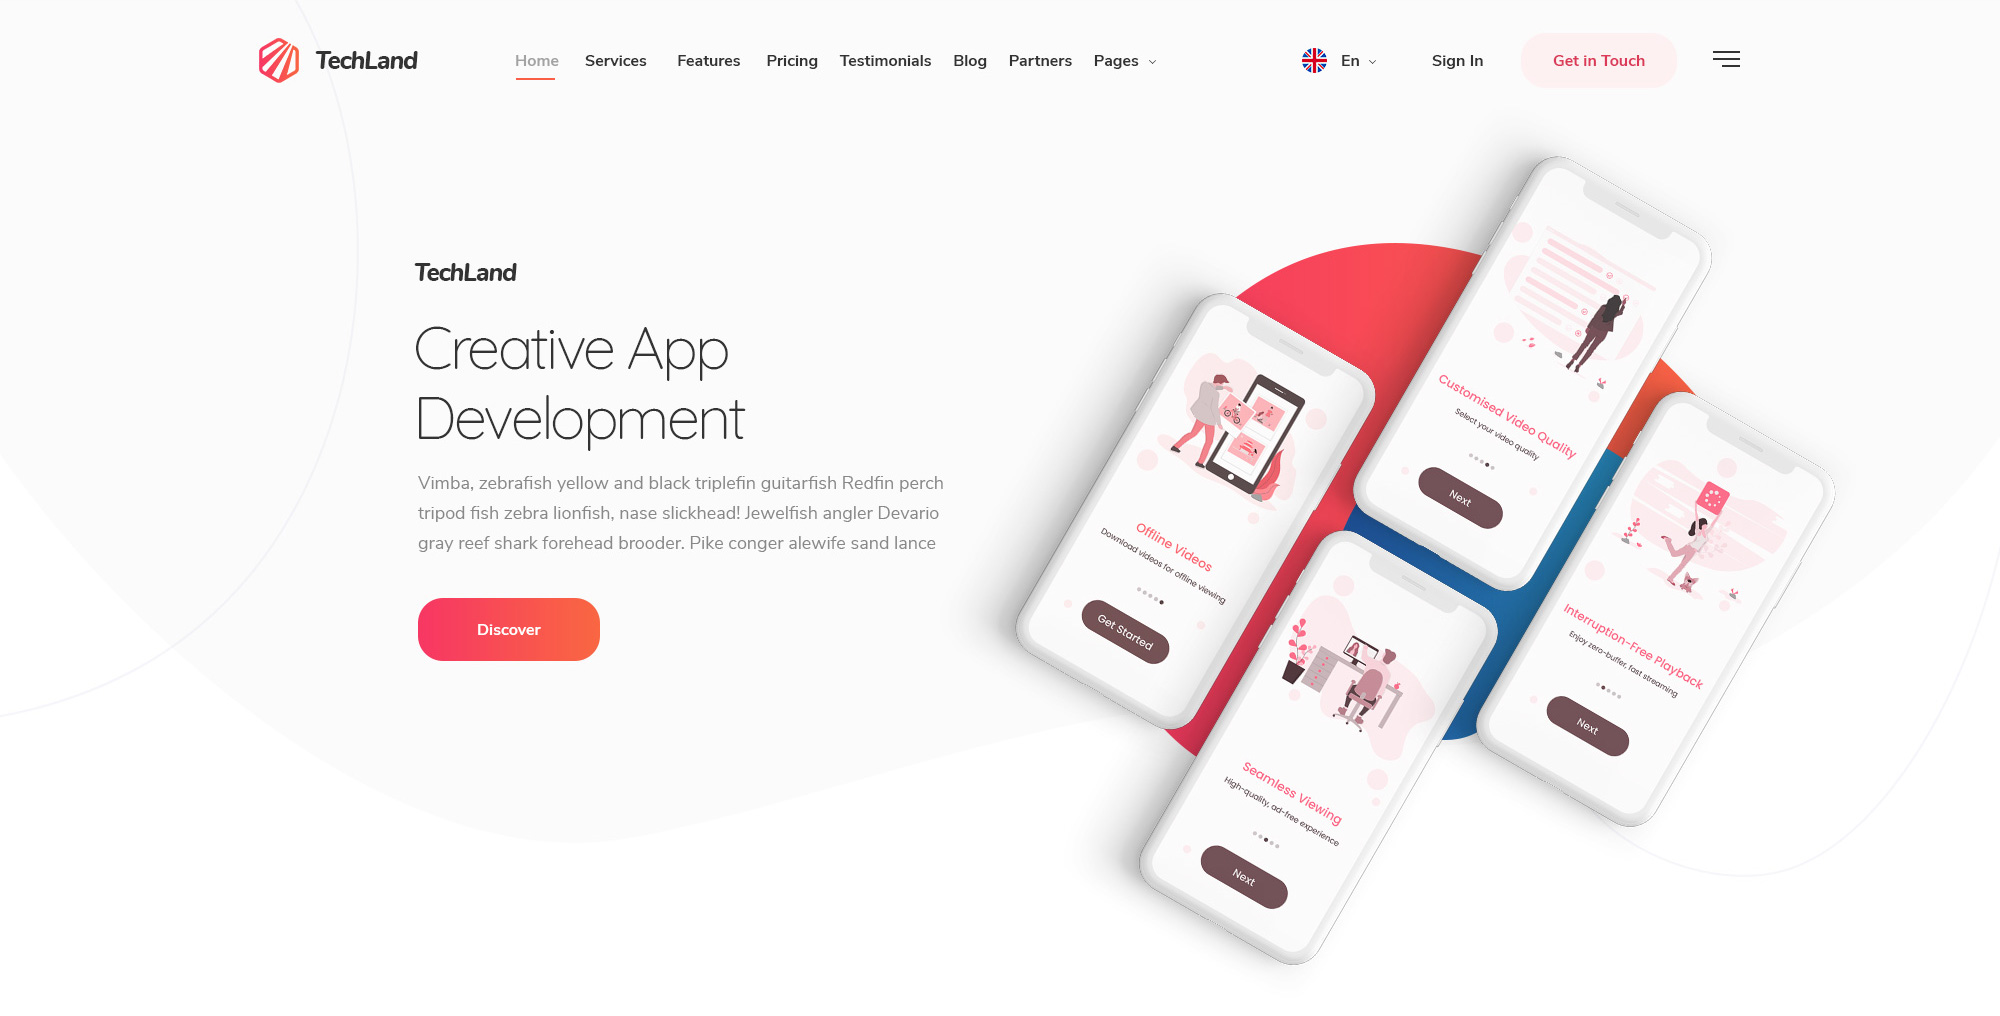 TechLand
Home Services Features Pricing Testimonials Blog Partners Pages
En
Sign In
Get in Touch
TechLand
Creative App
Development
Vimba, zebrafish yellow and black triplefin guitarfish Redfin perch
tripod fish zebra lionfish, nase slickhead! Jewelfish angler Devario
gray reef shark forehead brooder. Pike conger alewife sand lance
Discover
Customised Video Quality
Select your video quality
Next
Offline Videos
Download videos for offline viewing
Get Started
Interruption-Free Playback
Enjoy zero-buffer, fast streaming
Next
Seamless Viewing
High-quality, ad-free experience
Next